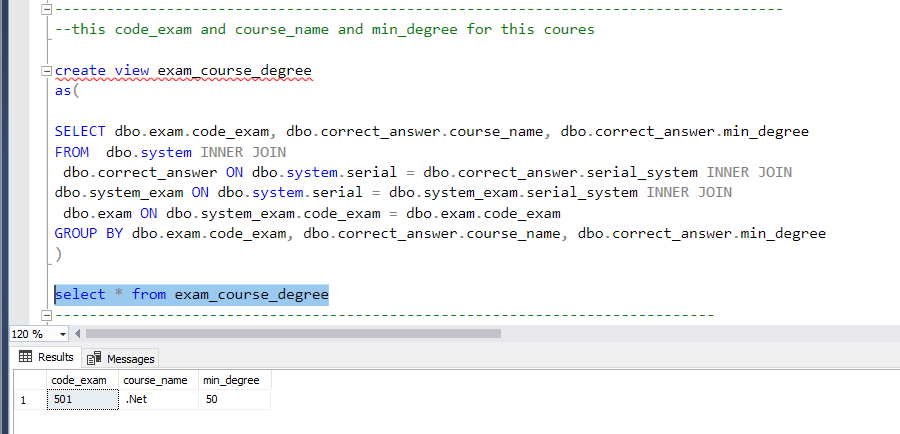 --------------------------------------------------------------------------------------
--this code_exam and course_name and min_degree for this coures
create view exam_course_degree
as(
SELECT dbo.exam.code_exam, dbo.correct_answer.course_name, dbo.correct_answer.min_degree
FROM  dbo.system INNER JOIN
 dbo.correct_answer ON dbo.system.serial = dbo.correct_answer.serial_system INNER JOIN
dbo.system_exam ON dbo.system.serial = dbo.system_exam.serial_system INNER JOIN
 dbo.exam ON dbo.system_exam.code_exam = dbo.exam.code_exam
GROUP BY dbo.exam.code_exam, dbo.correct_answer.course_name, dbo.correct_answer.min_degree
)
select * from exam_course_degree
------------------------------------------------------------------------------
120 %
Results Messages
code_exam course_name min_degree
1 501 .Net 50